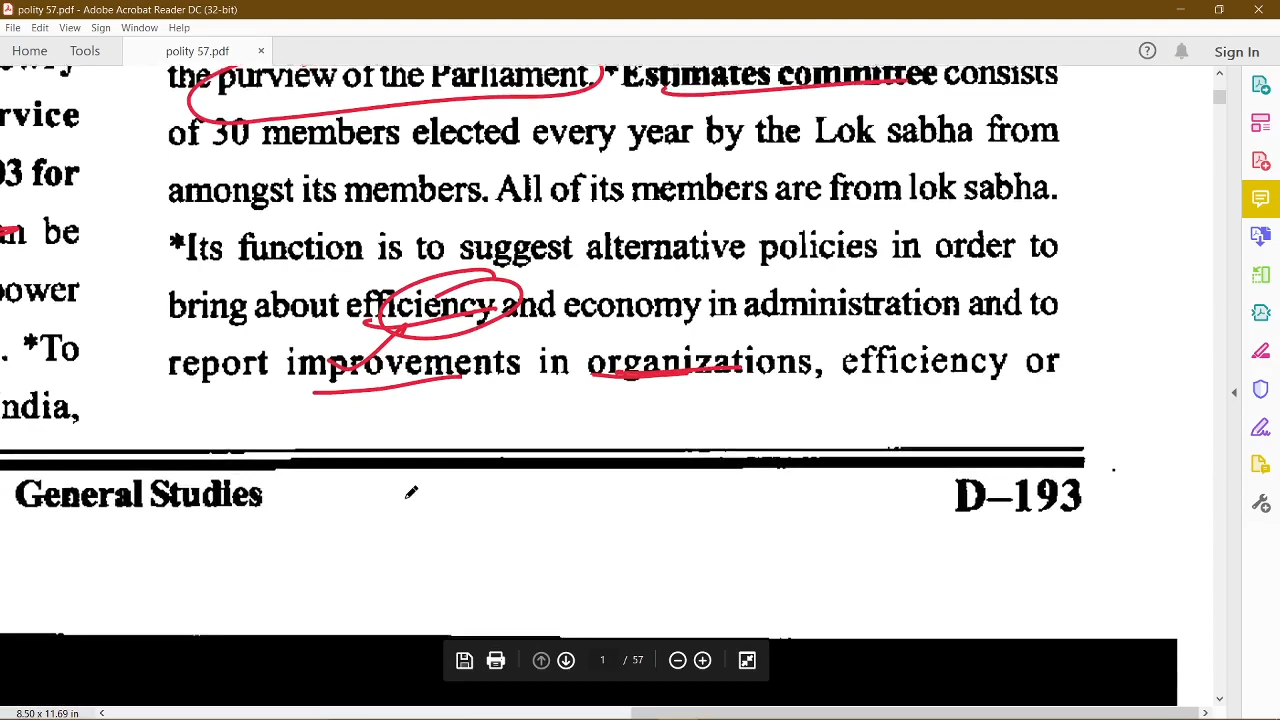 polity 57.pdf - Adobe Acrobat Reader DC (32-bit)
File Edit View Sign Window Help
Home Tools polity 57.pdf × Sign In
the purview of the Parliament. *Estimates committee consists
rvice
of 30 members elected every year by the Lok sabha from
03 for
amongst its members. All of its members are from lok sabha.
an be
*Its function is to suggest alternative policies in order to
power
bring about efficiency and economy in administration and to
. *To
report improvements in organizations, efficiency or
ndia,
General Studies D–193
1 / 57
8.50 x 11.69 in